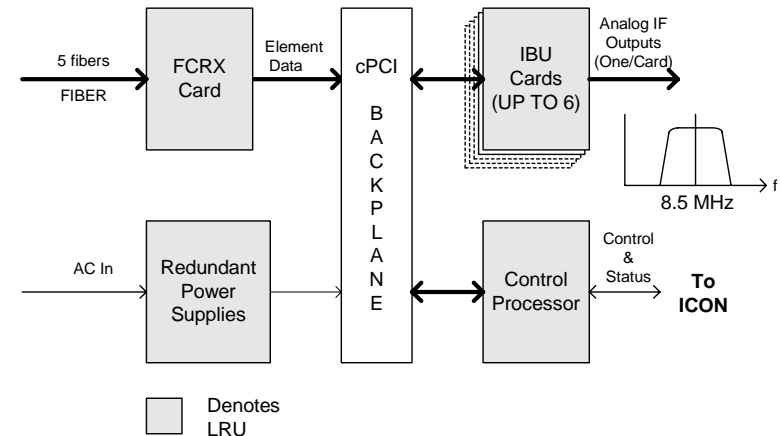 5 fibers
FIBER
FCRX
Card
Element
Data
cPCI
B
A
C
K
P
L
A
N
E
IBU
Cards
(UP TO 6)
Analog IF
Outputs
(One/Card)
f
8.5 MHz
AC In
Redundant
Power
Supplies
Control
Processor
Control
&
Status
To
ICON
Denotes
LRU